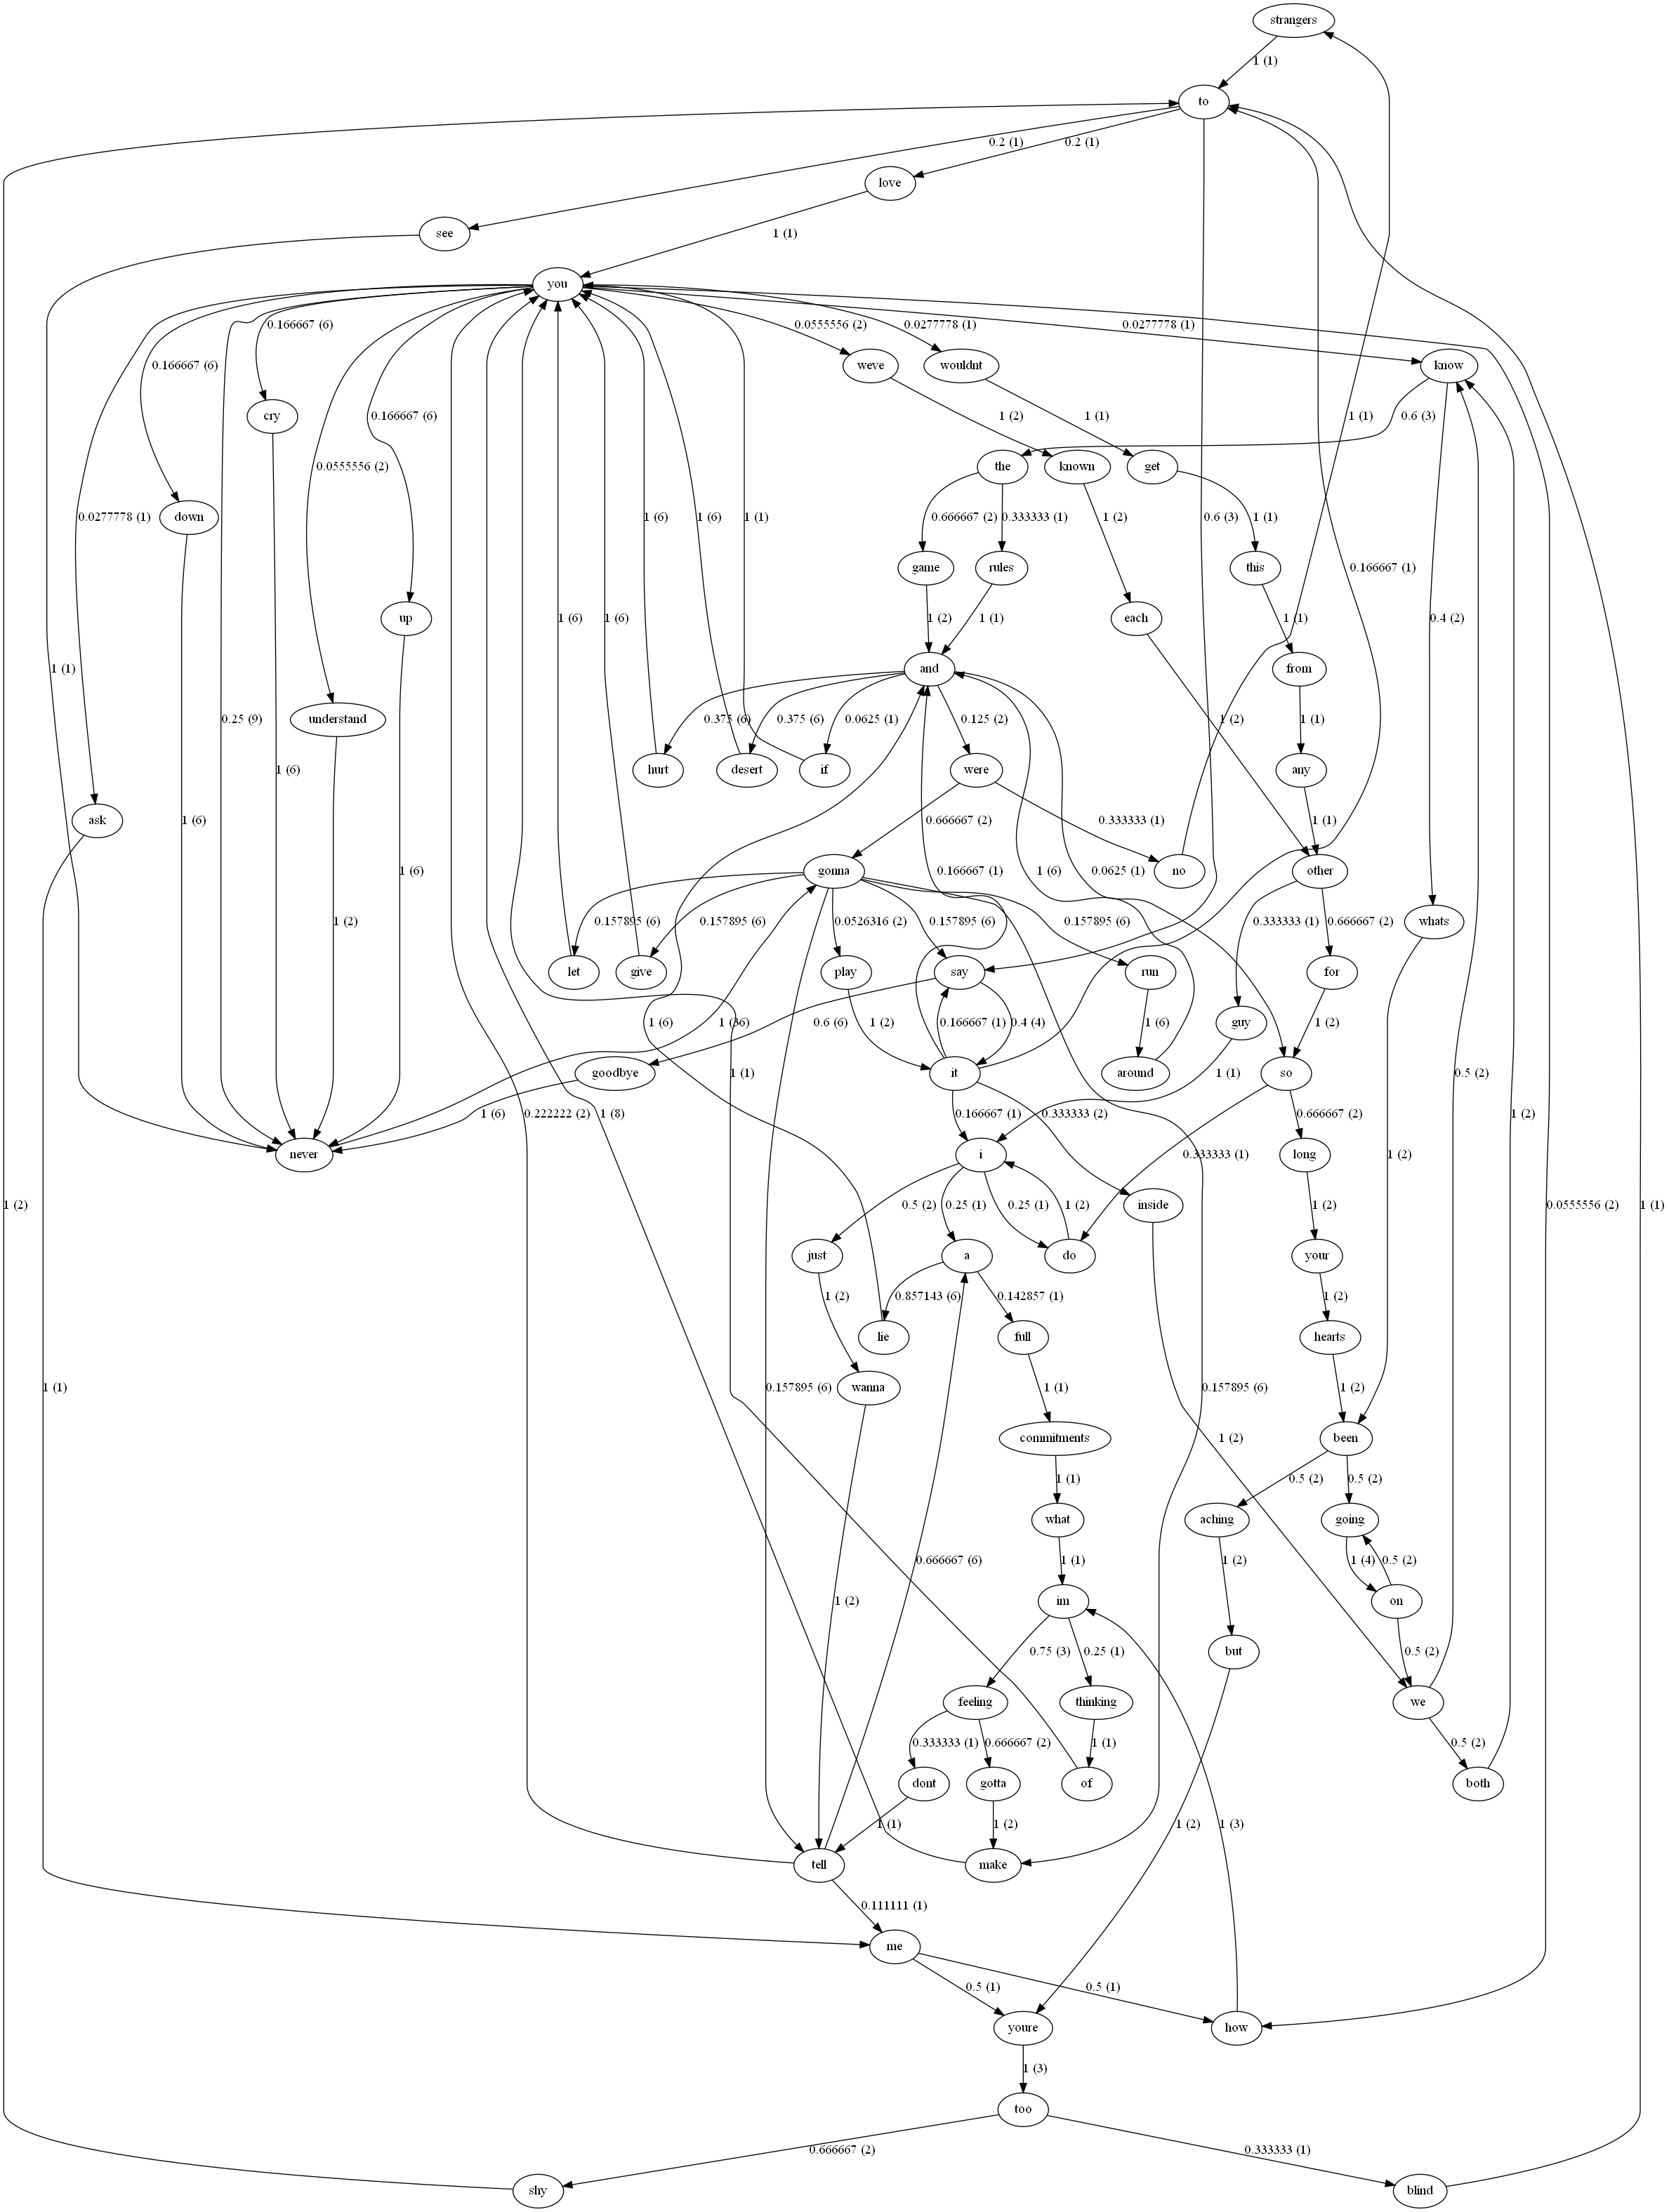 strangers
1 (1)
to
0.2 (1)
0.2 (1)
love
see
1 (1)
you
0.166667 (6)
0.0555556 (2)
0.0277778 (1)
0.0277778 (1)
0.166667 (6)
weve
wouldnt
know
cry
0.166667 (6)
1 (2)
1 (1)
1 (1)
0.6 (3)
0.0555556 (2)
the
known
get
0.0277778 (1)
down
1 (6)
1 (6)
1 (1)
0.666667 (2)
0.333333 (1)
1 (2)
0.6 (3)
1 (1)
0.166667 (1)
game
rules
this
up
1 (2)
1 (1)
each
1 (1)
0.4 (2)
1 (1)
and
from
0.25 (9)
understand
0.375 (6)
0.375 (6)
0.0625 (1)
0.125 (2)
1 (2)
1 (1)
1 (6)
hurt
desert
if
were
any
ask
1 (6)
1 (6)
1 (6)
0.666667 (2)
0.333333 (1)
1 (1)
1 (6)
gonna
0.166667 (1)
1 (6)
0.0625 (1)
no
other
1 (2)
0.157895 (6)
0.157895 (6)
0.0526316 (2)
0.157895 (6)
0.157895 (6)
0.333333 (1)
0.666667 (2)
whats
let
give
play
say
run
for
1 (6)
1 (36)
0.6 (6)
1 (2)
0.166667 (1)
0.4 (4)
1 (6)
guy
1 (2)
goodbye
1 (1)
it
around
1 (1)
so
0.5 (2)
1 (6)
0.222222 (2)
1 (8)
0.166667 (1)
0.333333 (2)
0.666667 (2)
1 (2)
never
i
0.333333 (1)
long
1 (2)
1 (2)
0.5 (2)
0.25 (1)
0.25 (1)
1 (2)
inside
1 (2)
0.0555556 (2)
1 (1)
just
a
do
your
1 (2)
0.857143 (6)
0.142857 (1)
1 (2)
lie
full
hearts
1 (1)
0.157895 (6)
wanna
1 (1)
0.157895 (6)
1 (2)
commitments
1 (2)
been
1 (1)
0.5 (2)
0.5 (2)
what
aching
going
0.666667 (6)
1 (1)
1 (2)
1 (4)
0.5 (2)
1 (2)
im
on
0.75 (3)
0.25 (1)
but
0.5 (2)
feeling
thinking
we
0.333333 (1)
0.666667 (2)
1 (1)
0.5 (2)
dont
gotta
of
both
1 (1)
1 (2)
1 (2)
1 (3)
tell
make
0.111111 (1)
me
0.5 (1)
0.5 (1)
youre
how
1 (3)
too
0.666667 (2)
0.333333 (1)
shy
blind